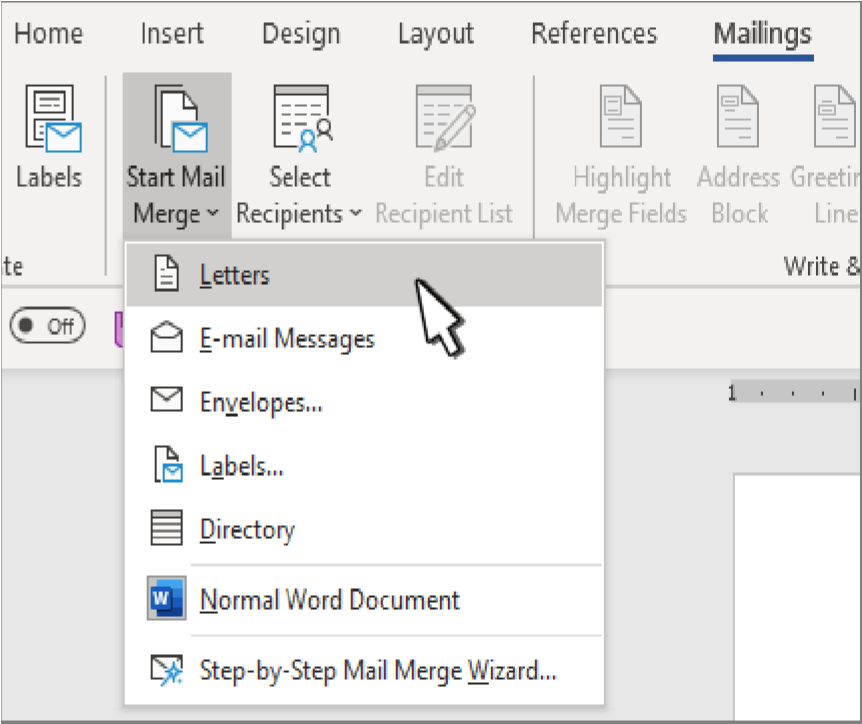 Home Insert Design Layout References Mailings
Labels Start Mail Merge Select Recipients Edit Recipient List Highlight Merge Fields Address Block Line
Write &
Off
1
Letters
E-mail Messages
Envelopes...
Labels...
Directory
W Normal Word Document
Step-by-Step Mail Merge Wizard...